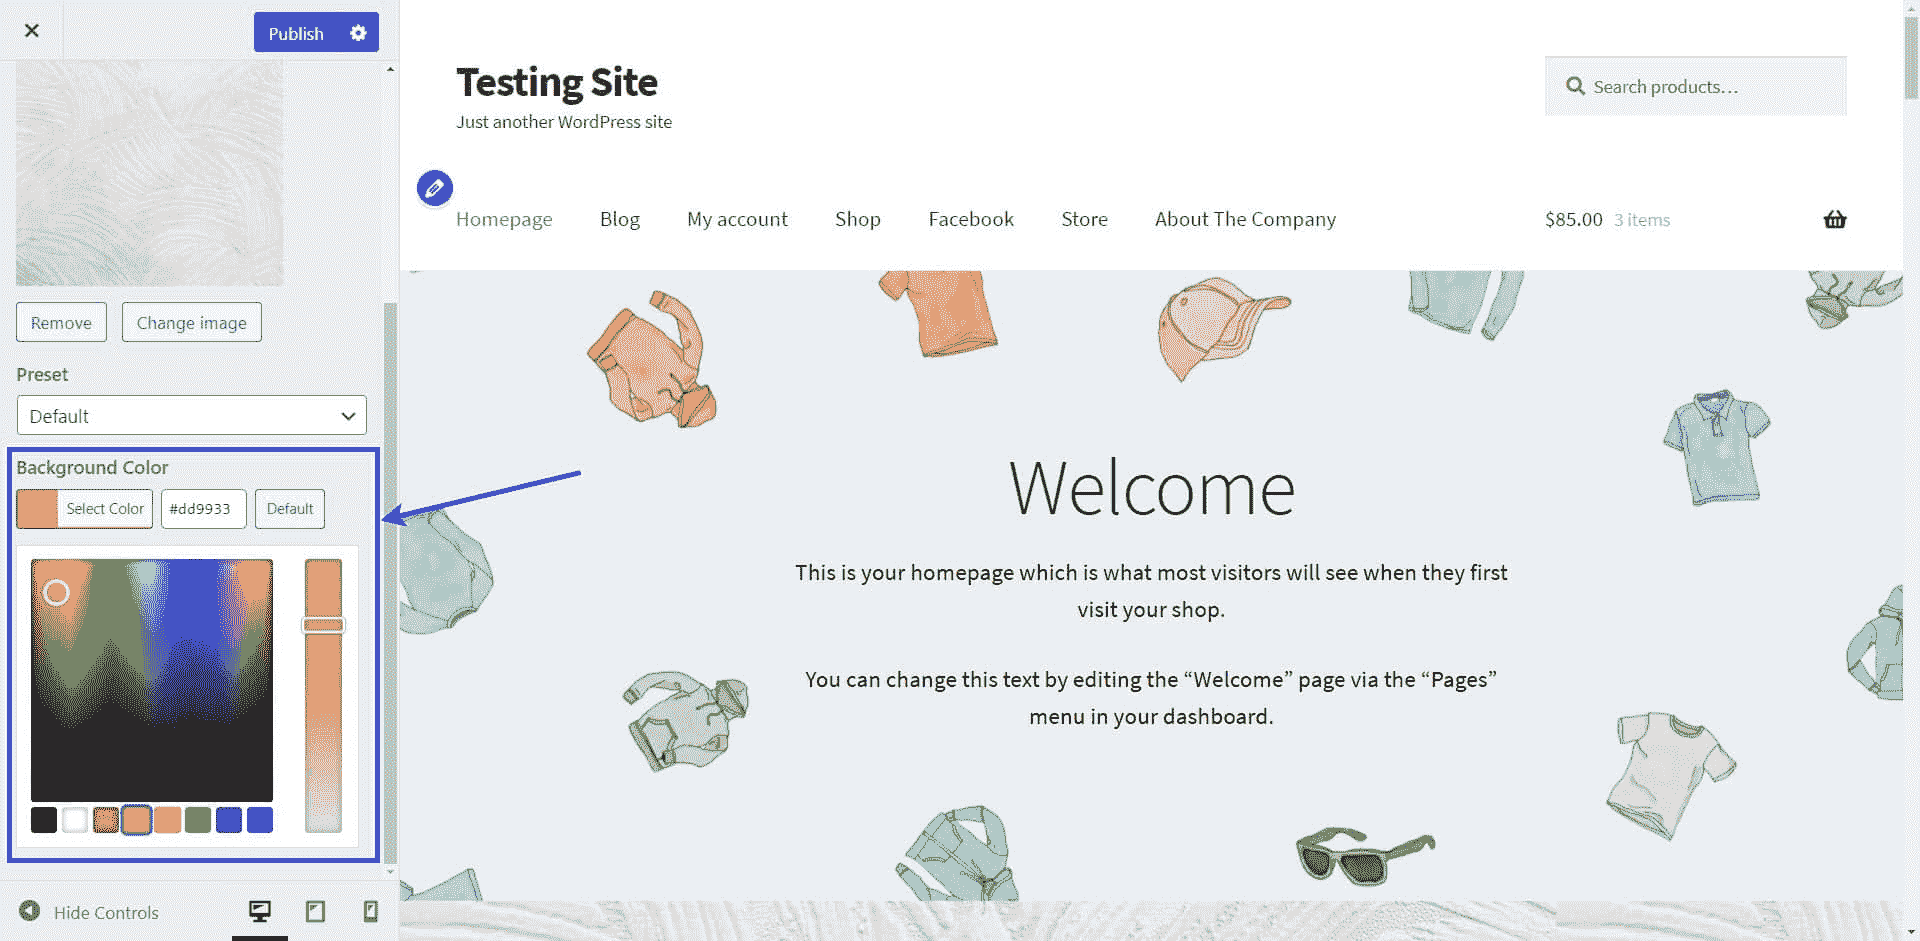 Publish
Remove
Change image
Preset
Default
Background Color
Select Color
#dd9933
Default
Hide Controls
Testing Site
Just another WordPress site
Search products…
Homepage
Blog
My account
Shop
Facebook
Store
About The Company
$85.00 3 items
Welcome
This is your homepage which is what most visitors will see when they first
visit your shop.
You can change this text by editing the “Welcome” page via the “Pages”
menu in your dashboard.